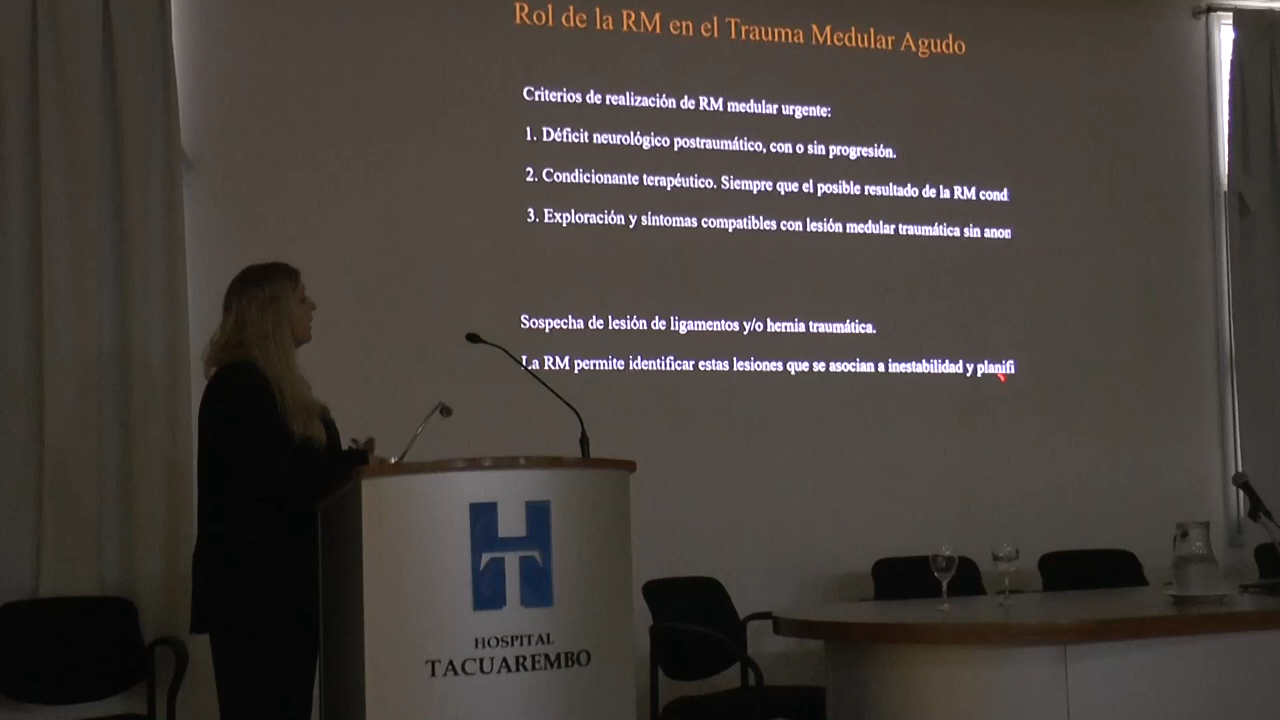 Rol de la RM en el Trauma Medular Agudo
Criterios de realización de RM medular urgente:
1. Déficit neurológico postraumático, con o sin progresión.
2. Condicionante terapéutico. Siempre que el posible resultado de la RM cond
3. Exploración y síntomas compatibles con lesión medular traumática sin anon
Sospecha de lesión de ligamentos y/o hernia traumática.
La RM permite identificar estas lesiones que se asocian a inestabilidad y planifi
HT
HOSPITAL
TACUAREMBO